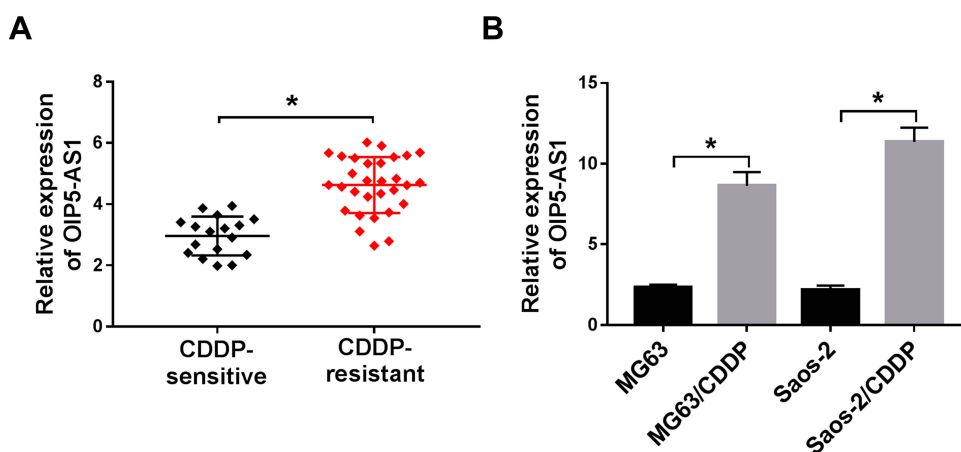 A
Relative expression
of OIP5-AS1
8
6
4
2
0
*
CDDP-
sensitive
CDDP-
resistant
B
Relative expression
of OIP5-AS1
15
10
5
0
*
*
MG63
MG63/CDDP
Saos-2
Saos-2/CDDP